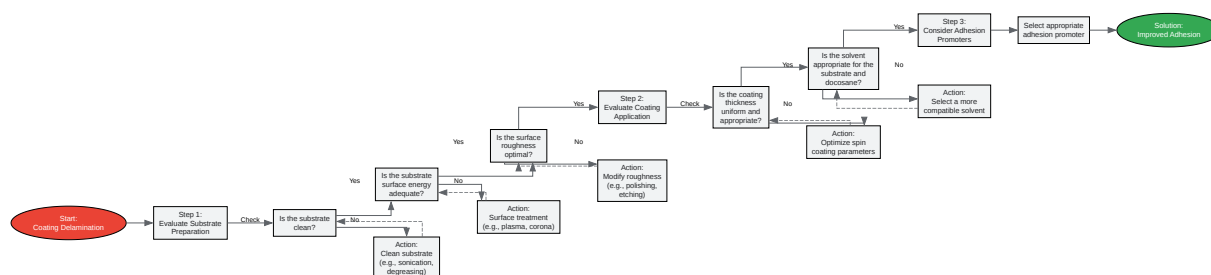 Start:
Coating Delamination
Step 1:
Evaluate Substrate
Preparation
Check
Is the substrate
clean?
No
Action:
Clean substrate
(e.g., sonication,
degreasing)
Yes
Is the substrate
surface energy
adequate?
No
Action:
Surface treatment
(e.g., plasma, corona)
Yes
Is the surface
roughness
optimal?
No
Action:
Modify roughness
(e.g., polishing,
etching)
Yes
Step 2:
Evaluate Coating
Application
Check
Is the coating
thickness
uniform and
appropriate?
No
Action:
Optimize spin
coating parameters
Yes
Is the solvent
appropriate for the
substrate and
docosane?
No
Action:
Select a more
compatible solvent
Yes
Step 3:
Consider Adhesion
Promoters
Select appropriate
adhesion promoter
Solution:
Improved Adhesion